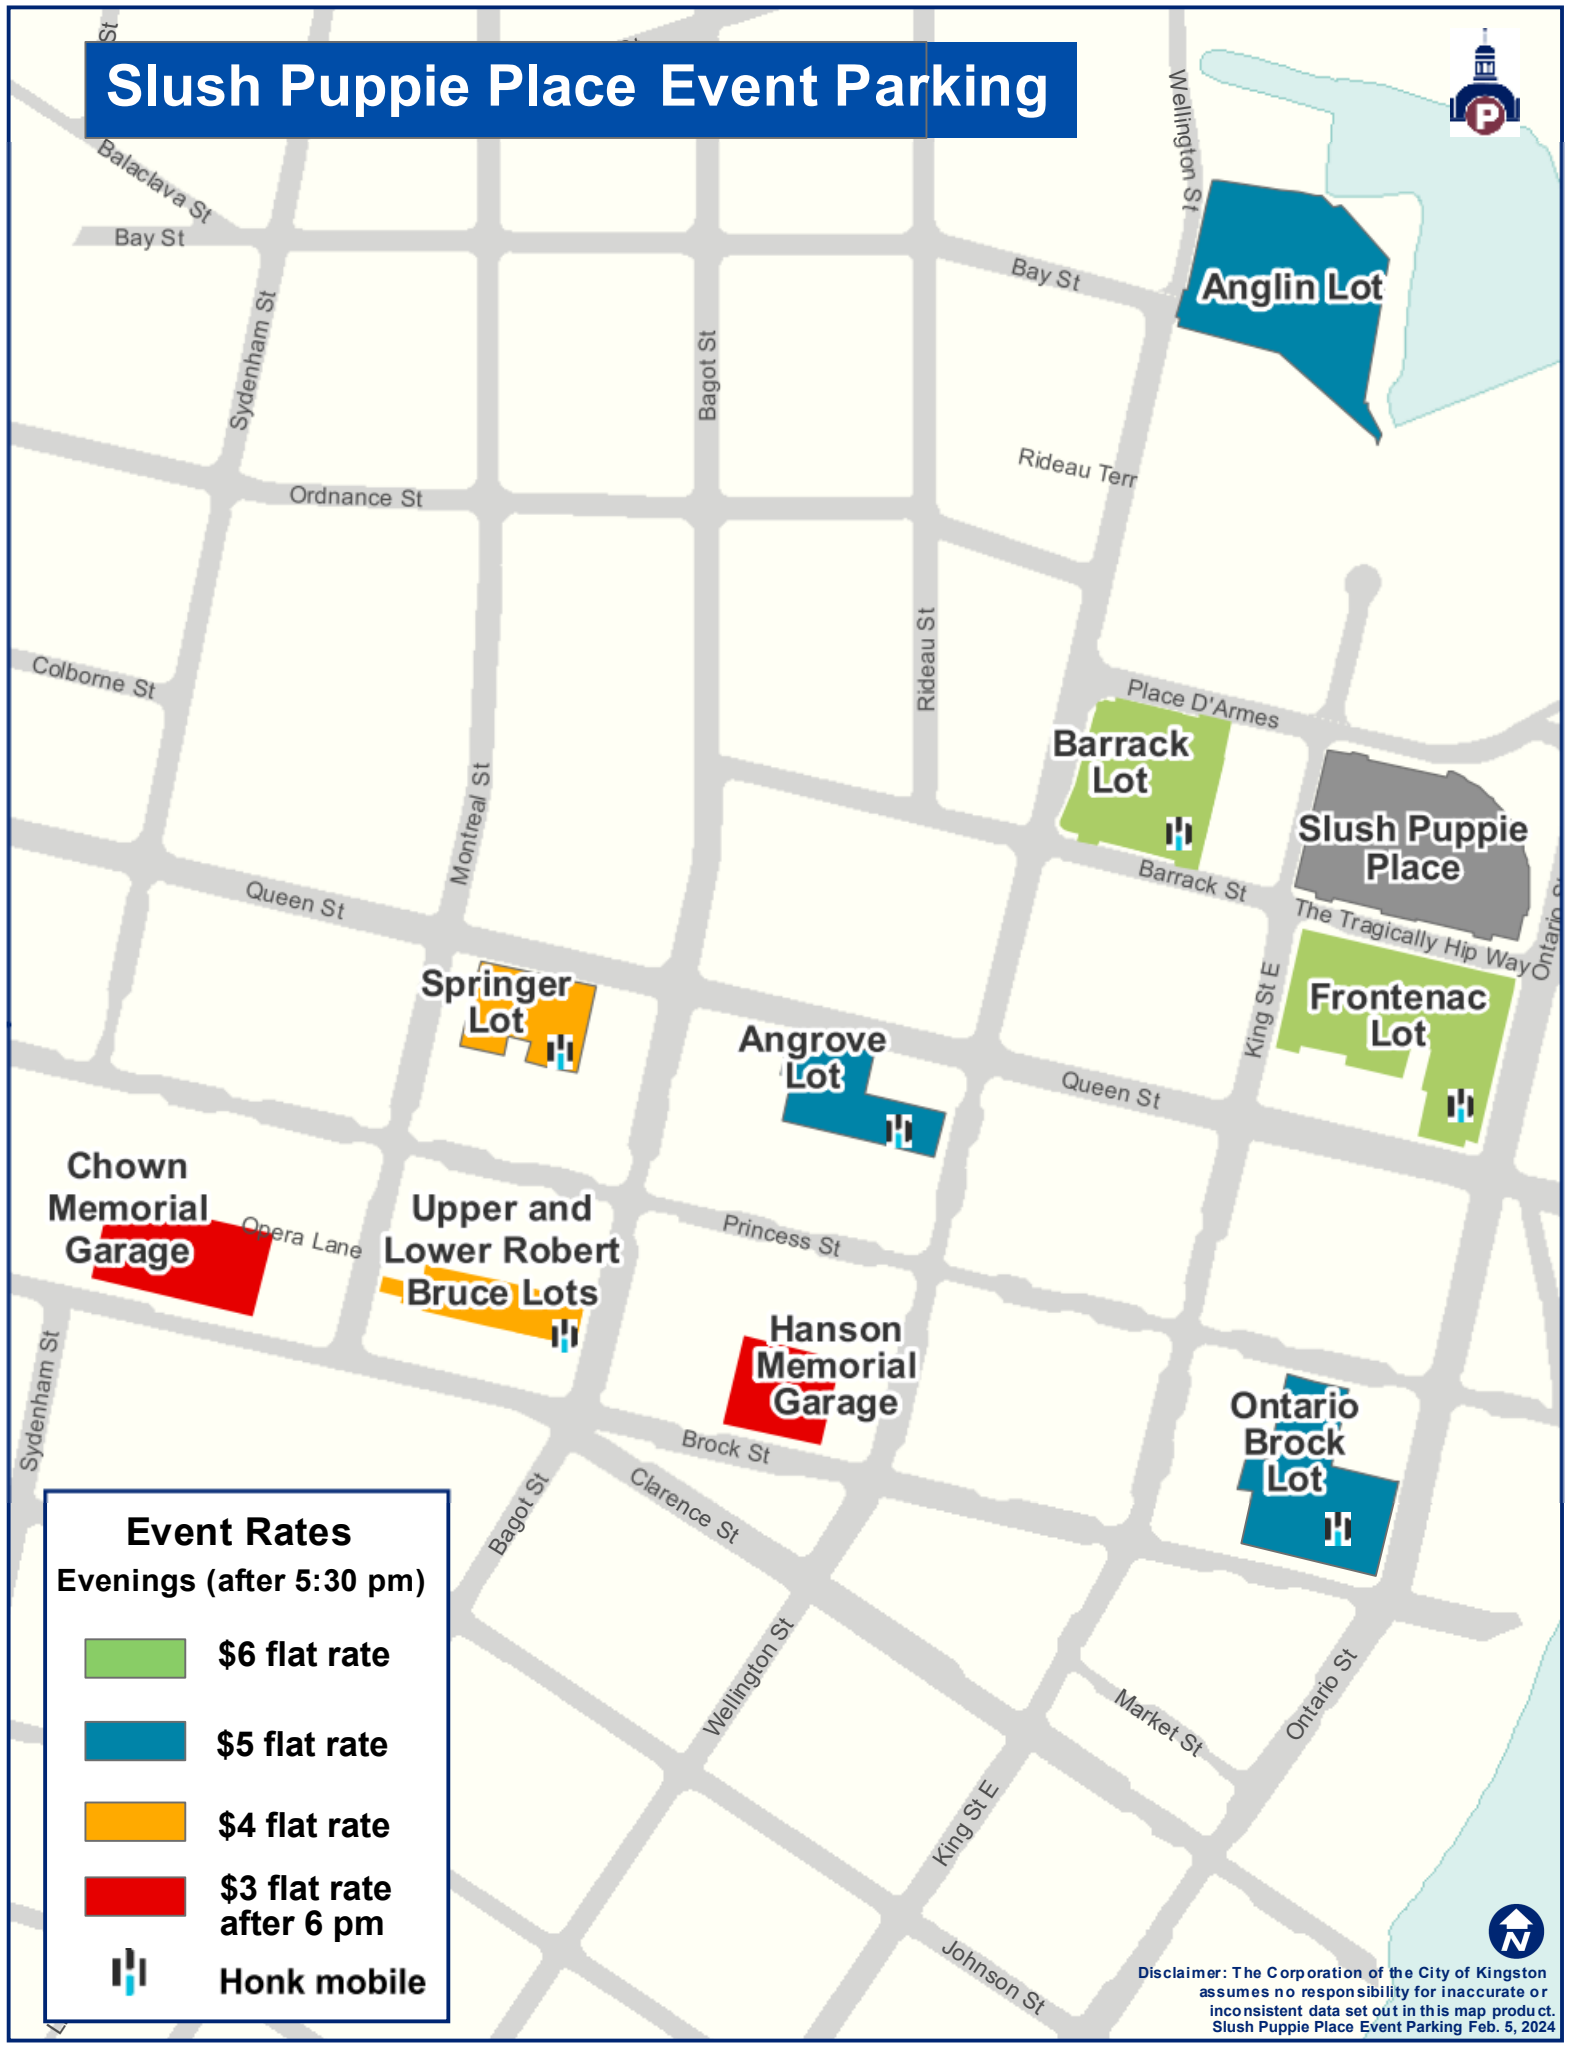 St
Slush Puppie Place Event Parking
P
Wellington St
Balaclava St
Bay St
Bay St
Anglin Lot
Sydenham St
Bagot St
Rideau Terr
Ordnance St
Rideau St
Colborne St
Place D'Armes
Barrack
Lot
Montreal St
Slush Puppie
Place
Barrack St
Queen St
The Tragically Hip Way
Ontario St
Springer
Lot
King St E
Frontenac
Lot
Angrove
Lot
Queen St
Chown
Memorial
Garage
Opera Lane
Upper and
Lower Robert
Bruce Lots
Princess St
Hanson
Memorial
Garage
Sydenham St
Ontario
Brock
Lot
Brock St
Clarence St
Bagot St
Event Rates
Evenings (after 5:30 pm)
$6 flat rate
$5 flat rate
$4 flat rate
$3 flat rate
after 6 pm
Honk mobile
Wellington St
Market St
Ontario St
King St E
Johnson St
N
Disclaimer: The Corporation of the City of Kingston
assumes no responsibility for inaccurate or
inconsistent data set out in this map product.
Slush Puppie Place Event Parking Feb. 5, 2024